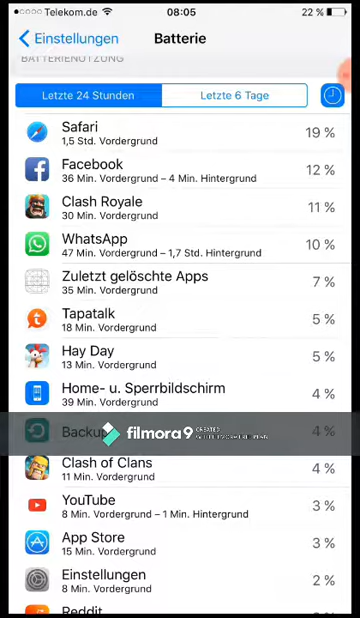 Telekom.de 08:05 22 %
Einstellungen Batterie
BATTERIENUTZUNG
Letzte 24 Stunden Letzte 6 Tage
Safari 19 %
1,5 Std. Vordergrund
Facebook 12 %
36 Min. Vordergrund – 4 Min. Hintergrund
Clash Royale 11 %
30 Min. Vordergrund
WhatsApp 10 %
47 Min. Vordergrund – 1,7 Std. Hintergrund
Zuletzt gelöschte Apps 7 %
35 Min. Vordergrund
Tapatalk 5 %
18 Min. Vordergrund
Hay Day 5 %
13 Min. Vordergrund
Home- u. Sperrbildschirm 4 %
39 Min. Vordergrund
Backup 4 %
filmora9
CREATED
Clash of Clans 4 %
11 Min. Vordergrund
YouTube 3 %
8 Min. Vordergrund – 1 Min. Hintergrund
App Store 3 %
15 Min. Vordergrund
Einstellungen 2 %
8 Min. Vordergrund
Reddit